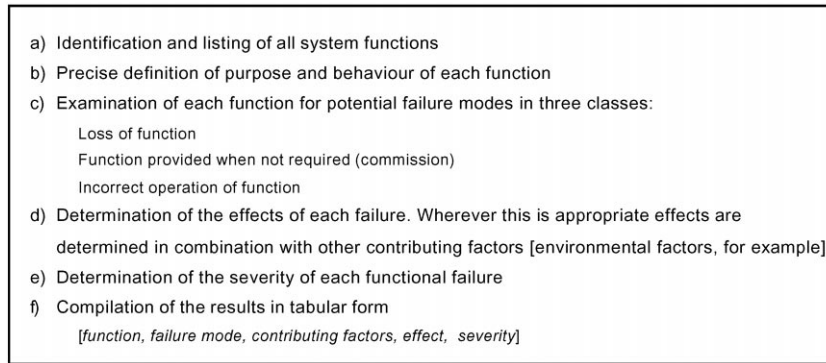 a) Identification and listing of all system functions
b) Precise definition of purpose and behaviour of each function
c) Examination of each function for potential failure modes in three classes:
Loss of function
Function provided when not required (commission)
Incorrect operation of function
d) Determination of the effects of each failure. Wherever this is appropriate effects are
determined in combination with other contributing factors [environmental factors, for example]
e) Determination of the severity of each functional failure
f) Compilation of the results in tabular form
[function, failure mode, contributing factors, effect, severity]